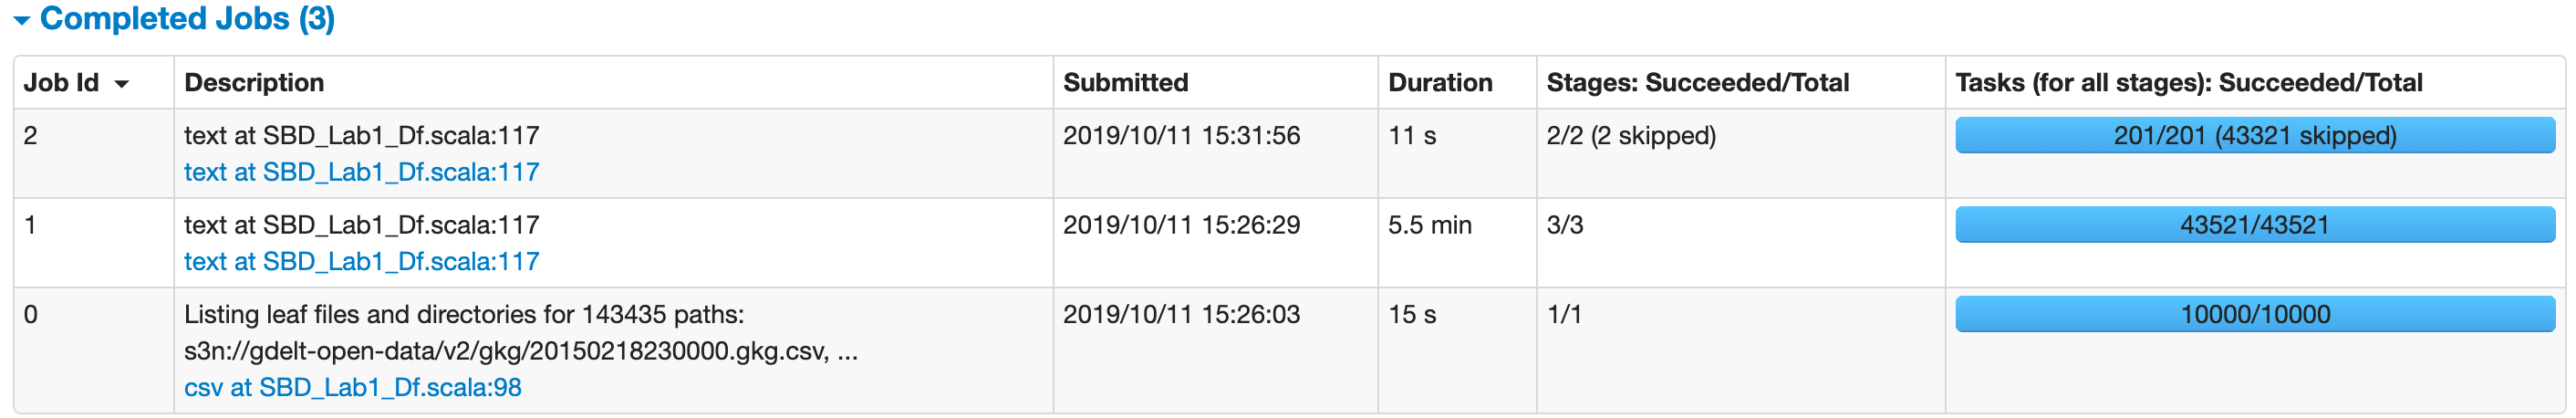 Completed Jobs (3)
Job Id Description Submitted Duration Stages: Succeeded/Total Tasks (for all stages): Succeeded/Total
2 text at SBD_Lab1_Df.scala:117 2019/10/11 15:31:56 11 s 2/2 (2 skipped) 201/201 (43321 skipped)
text at SBD_Lab1_Df.scala:117
1 text at SBD_Lab1_Df.scala:117 2019/10/11 15:26:29 5.5 min 3/3 43521/43521
text at SBD_Lab1_Df.scala:117
0 Listing leaf files and directories for 143435 paths: 2019/10/11 15:26:03 15 s 1/1 10000/10000
s3n://gdelt-open-data/v2/gkg/20150218230000.gkg.csv, ...
csv at SBD_Lab1_Df.scala:98